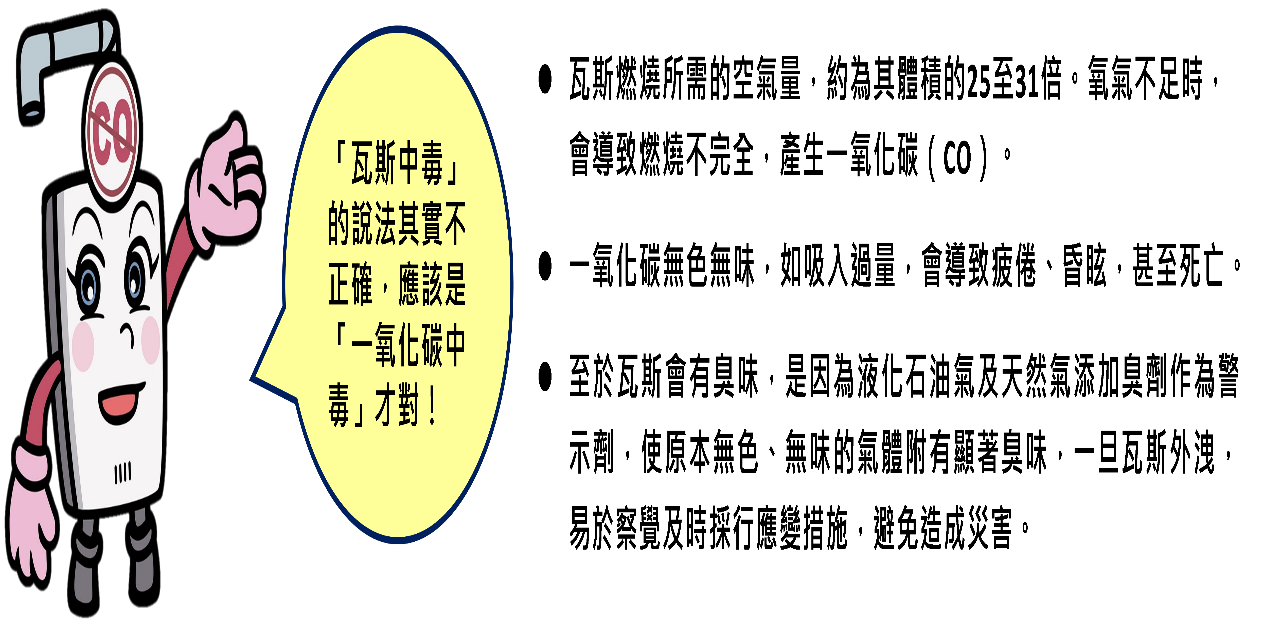 CO
「瓦斯中毒」
的說法其實不
正確，應該是
「一氧化碳中
毒」才對！
● 瓦斯燃燒所需的空氣量，約為其體積的25至31倍。氧氣不足時，
會導致燃燒不完全，產生一氧化碳（CO）。
● 一氧化碳無色無味，如吸入過量，會導致疲倦、昏眩，甚至死亡。
● 至於瓦斯會有臭味，是因為液化石油氣及天然氣添加臭劑作為警
示劑，使原本無色、無味的氣體附有顯著臭味，一旦瓦斯外洩，
易於察覺及時採行應變措施，避免造成災害。